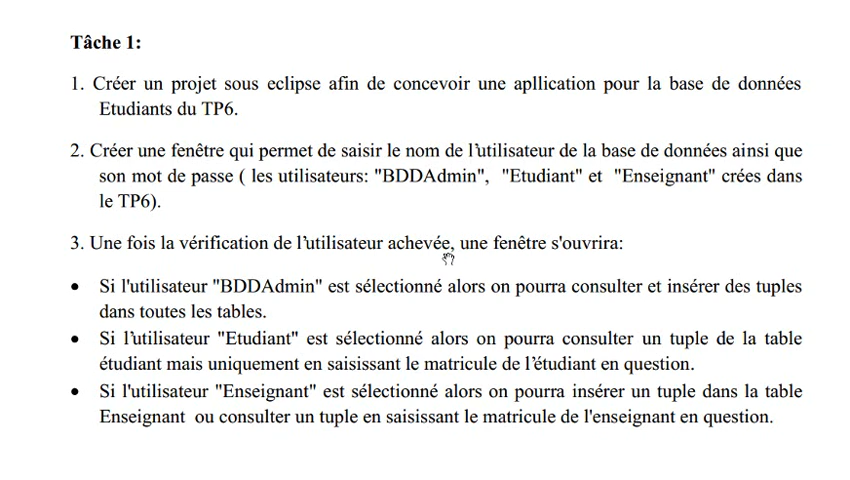 Tâche 1:
1. Créer un projet sous eclipse afin de concevoir une apllication pour la base de données
Etudiants du TP6.
2. Créer une fenêtre qui permet de saisir le nom de l'utilisateur de la base de données ainsi que
son mot de passe ( les utilisateurs: "BDDAdmin", "Etudiant" et "Enseignant" crées dans
le TP6).
3. Une fois la vérification de l'utilisateur achevée, une fenêtre s'ouvrira:
• Si l'utilisateur "BDDAdmin" est sélectionné alors on pourra consulter et insérer des tuples
dans toutes les tables.
• Si l'utilisateur "Etudiant" est sélectionné alors on pourra consulter un tuple de la table
étudiant mais uniquement en saisissant le matricule de l'étudiant en question.
• Si l'utilisateur "Enseignant" est sélectionné alors on pourra insérer un tuple dans la table
Enseignant ou consulter un tuple en saisissant le matricule de l'enseignant en question.